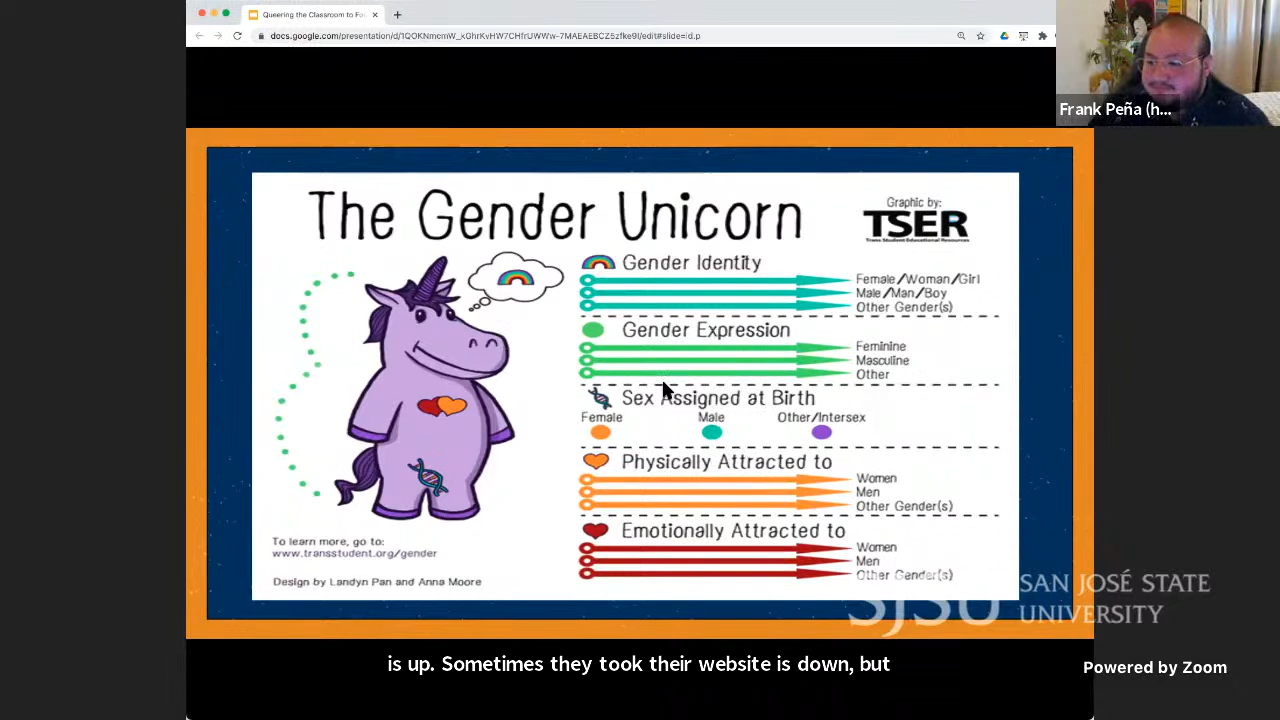 Queering the Classroom to Fo
docs.google.com/presentation/d/1QOKNmcmW_kGhrKvHW7CHfrUWWw-7MAEAEBCZ5zfke9I/edit#slide=id.p
Frank Peña (h...
The Gender Unicorn
Graphic by:
TSER
Trans Student Educational Resources
Gender Identity
Female/Woman/Girl
Male/Man/Boy
Other Gender(s)
Gender Expression
Feminine
Masculine
Other
Sex Assigned at Birth
Female Male Other/Intersex
Physically Attracted to
Women
Men
Other Gender(s)
Emotionally Attracted to
Women
Men
Other Gender(s)
To learn more, go to:
www.transstudent.org/gender
Design by Landyn Pan and Anna Moore
SJSU SAN JOSÉ STATE
UNIVERSITY
is up. Sometimes they took their website is down, but
Powered by Zoom